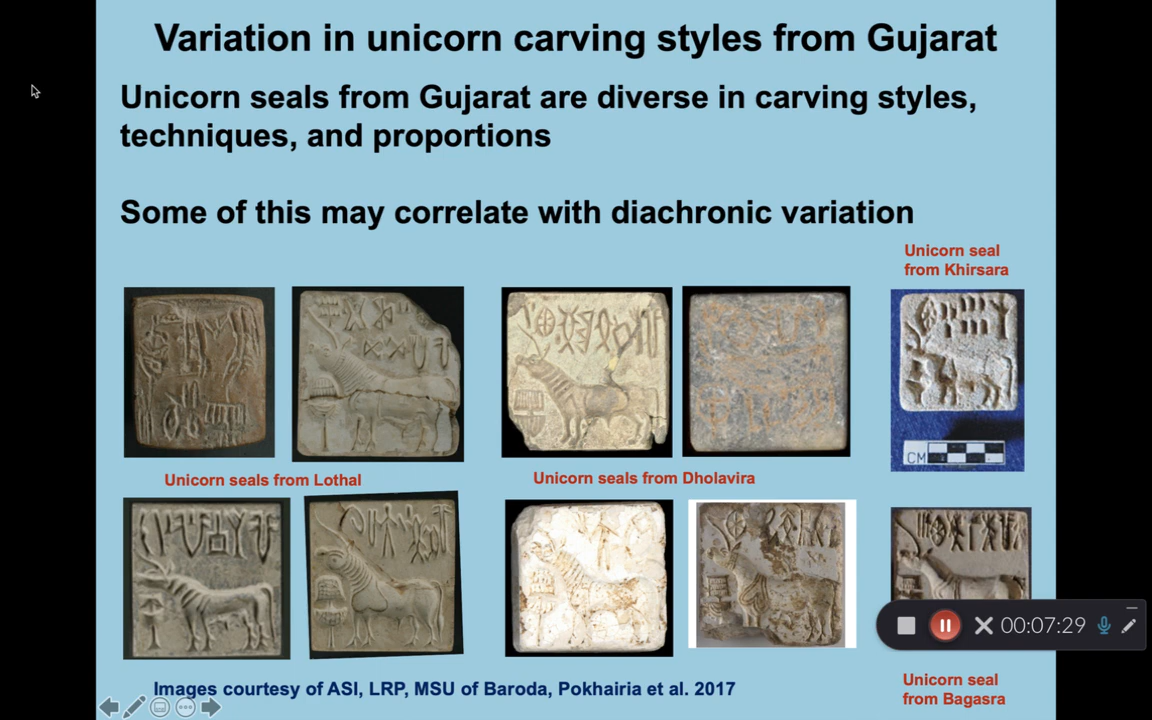 Variation in unicorn carving styles from Gujarat
Unicorn seals from Gujarat are diverse in carving styles,
techniques, and proportions
Some of this may correlate with diachronic variation
Unicorn seal
from Khirsara
CM
Unicorn seals from Lothal
Unicorn seals from Dholavira
00:07:29
Images courtesy of ASI, LRP, MSU of Baroda, Pokhairia et al. 2017
Unicorn seal
from Bagasra